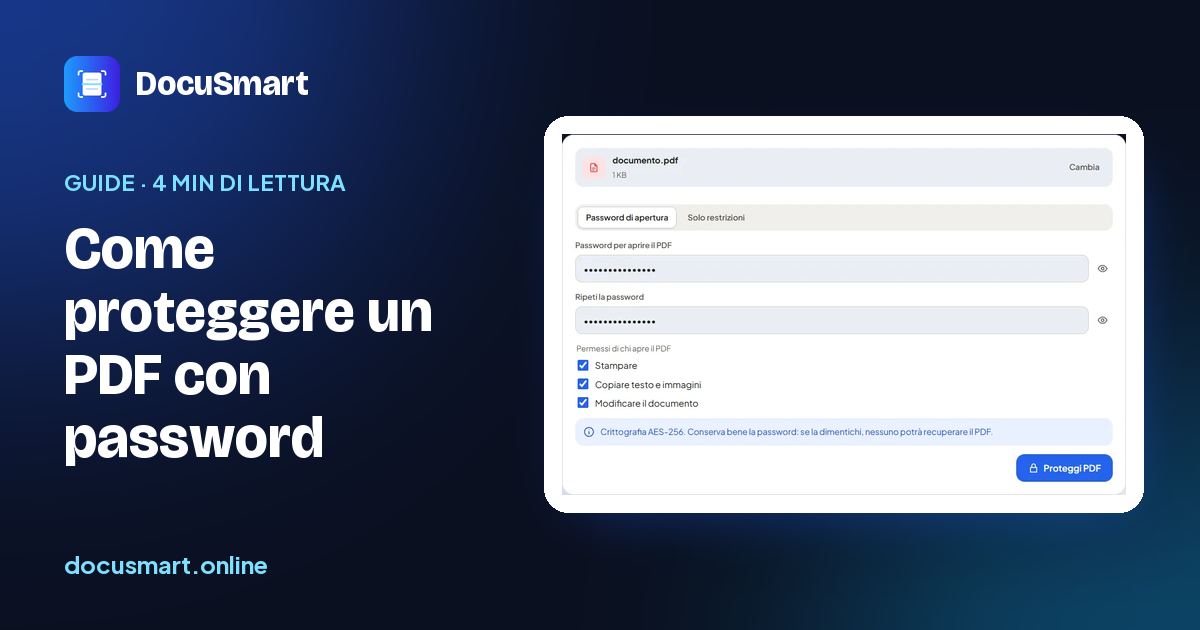 DocuSmart
GUIDE · 4 MIN DI LETTURA
Come
proteggere un
PDF con
password
docusmart.online
documento.pdf
1 KB
Cambia
Password di apertura
Solo restrizioni
Password per aprire il PDF
•••••••••••••••
Ripeti la password
•••••••••••••••
Permessi di chi apre il PDF
Stampare
Copiare testo e immagini
Modificare il documento
Crittografia AES-256. Conserva bene la password: se la dimentichi, nessuno potrà recuperare il PDF.
Proteggi PDF